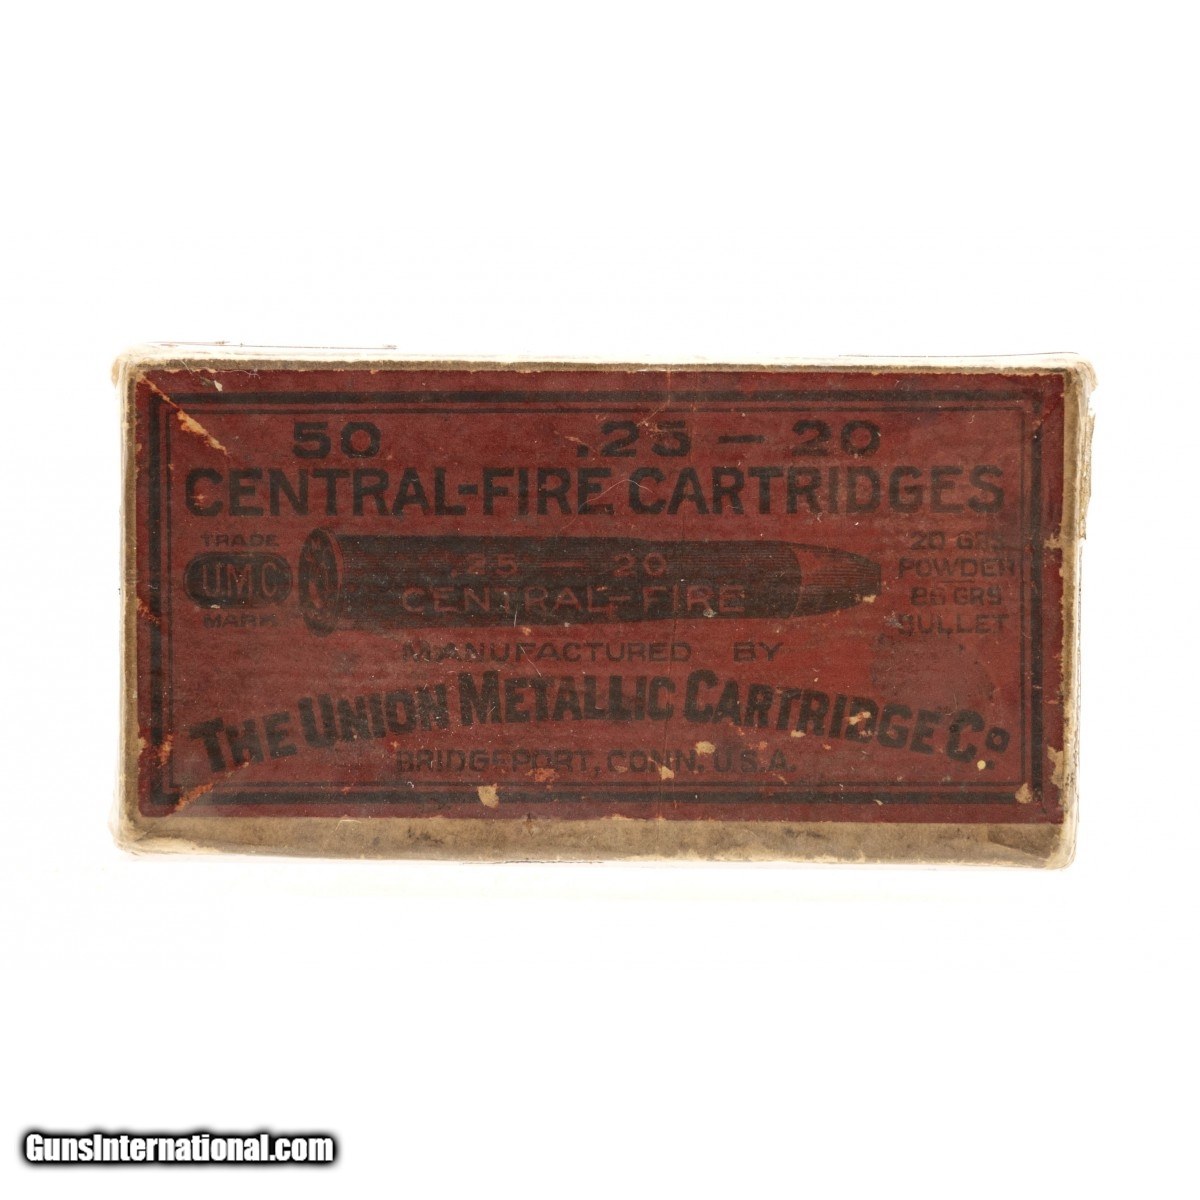 50 .25 — 20
CENTRAL-FIRE CARTRIDGES
TRADE
U.M.C.
MARK
.25 — 20
CENTRAL-FIRE
20 GRS
POWDER
86 GRS
BULLET
MANUFACTURED BY
THE UNION METALLIC CARTRIDGE Co
BRIDGEPORT, CONN. U.S.A.
GunsInternational.com